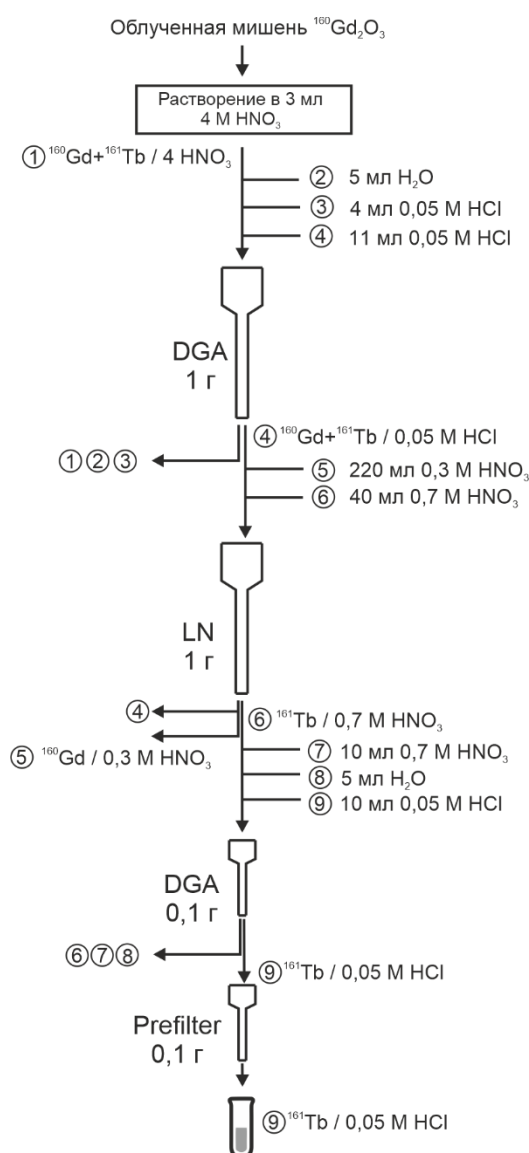 Облученная мишень ¹⁶⁰Gd₂O₃
Растворение в 3 мл
4 М HNO₃
① ¹⁶⁰Gd+¹⁶¹Tb / 4 HNO₃
② 5 мл H₂O
③ 4 мл 0,05 М HCl
④ 11 мл 0,05 М HCl
DGA
1 г
④ ¹⁶⁰Gd+¹⁶¹Tb / 0,05 М HCl
①②③
⑤ 220 мл 0,3 М HNO₃
⑥ 40 мл 0,7 М HNO₃
LN
1 г
④
⑥ ¹⁶¹Tb / 0,7 М HNO₃
⑤ ¹⁶⁰Gd / 0,3 М HNO₃
⑦ 10 мл 0,7 М HNO₃
⑧ 5 мл H₂O
⑨ 10 мл 0,05 М HCl
DGA
0,1 г
⑥⑦⑧
⑨ ¹⁶¹Tb / 0,05 М HCl
Prefilter
0,1 г
⑨ ¹⁶¹Tb / 0,05 М HCl